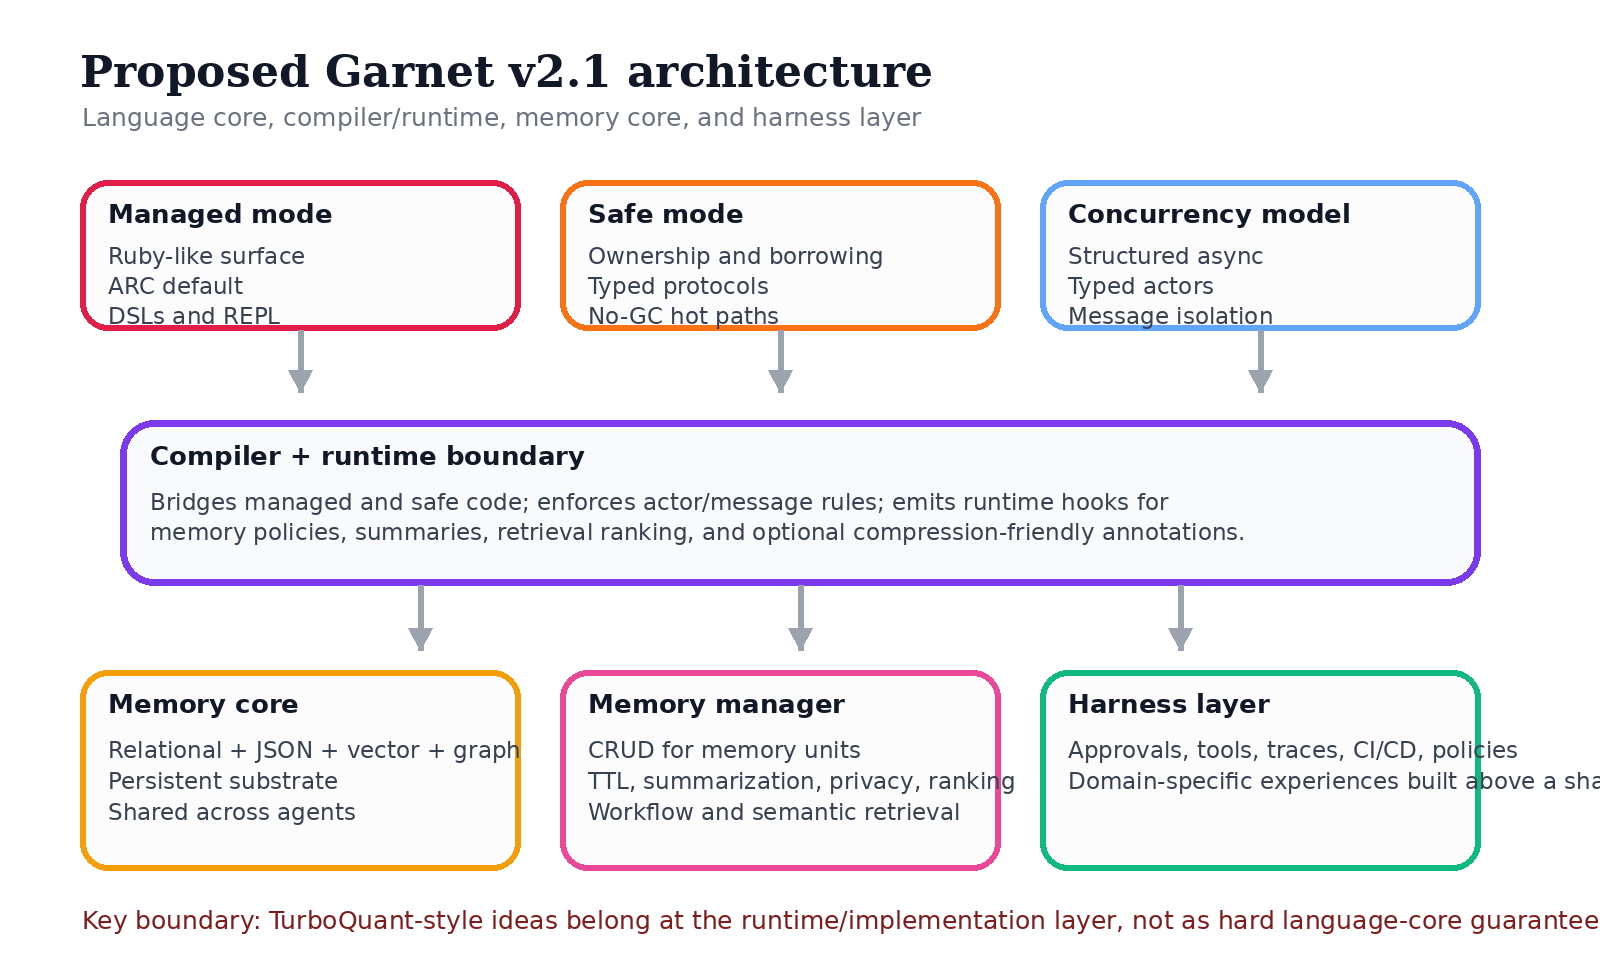 Proposed Garnet v2.1 architecture
Language core, compiler/runtime, memory core, and harness layer
Managed mode
Ruby-like surface
ARC default
DSLs and REPL
Safe mode
Ownership and borrowing
Typed protocols
No-GC hot paths
Concurrency model
Structured async
Typed actors
Message isolation
Compiler + runtime boundary
Bridges managed and safe code; enforces actor/message rules; emits runtime hooks for
memory policies, summaries, retrieval ranking, and optional compression-friendly annotations.
Memory core
Relational + JSON + vector + graph
Persistent substrate
Shared across agents
Memory manager
CRUD for memory units
TTL, summarization, privacy, ranking
Workflow and semantic retrieval
Harness layer
Approvals, tools, traces, CI/CD, policies
Domain-specific experiences built above a sha
Key boundary: TurboQuant-style ideas belong at the runtime/implementation layer, not as hard language-core guarantee